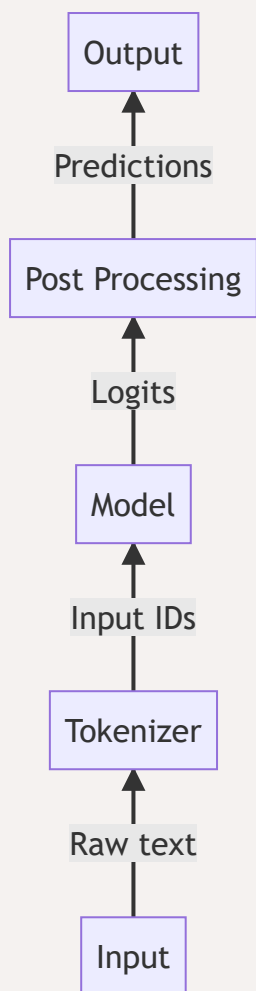 Output
Predictions
Post Processing
Logits
Model
Input IDs
Tokenizer
Raw text
Input